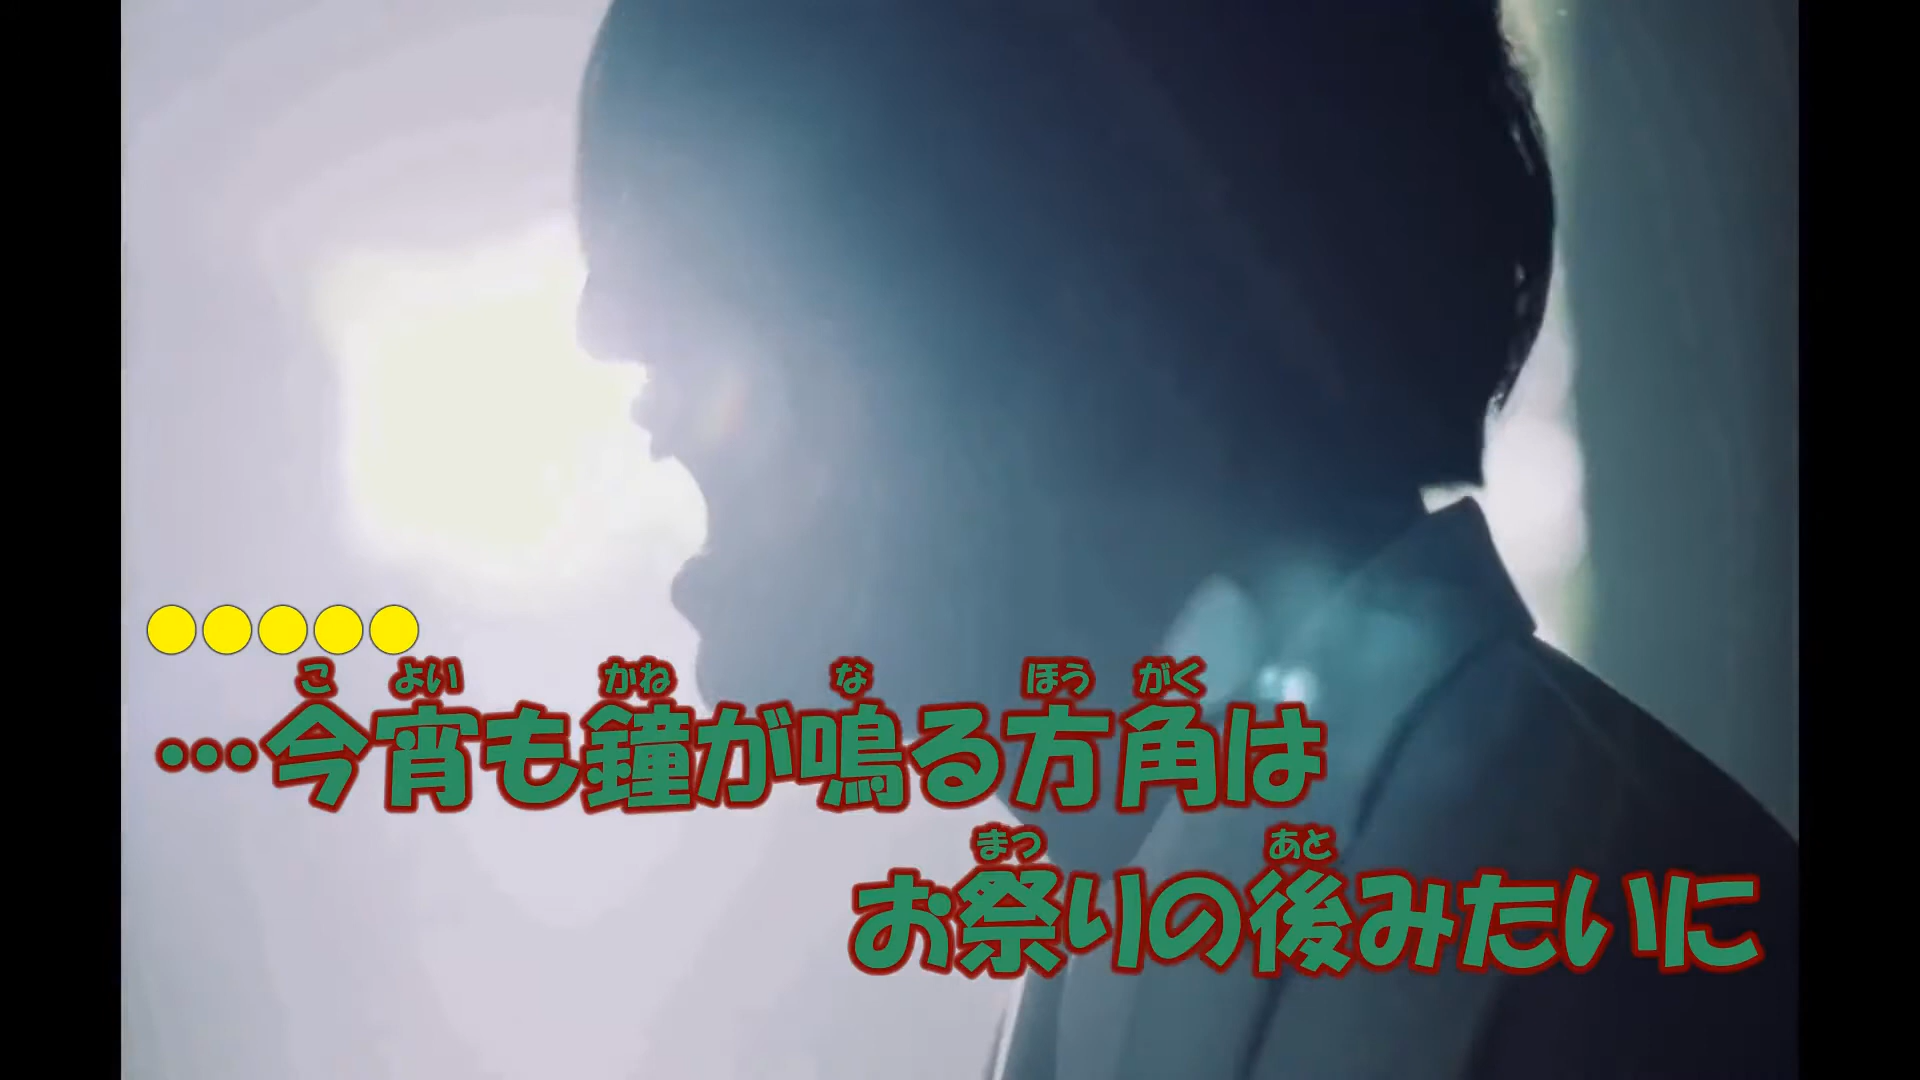 こ よい かね な ほう がく
…今宵も鐘が鳴る方角は
まつ あと
お祭りの後みたいに